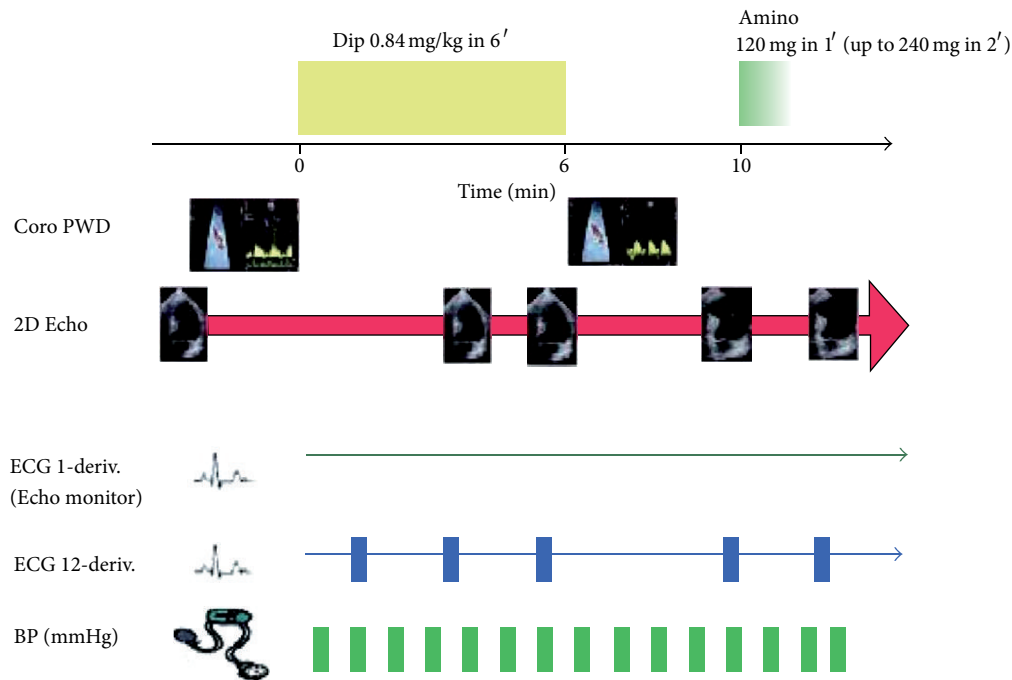 Dip 0.84 mg/kg in 6′
Amino
120 mg in 1′ (up to 240 mg in 2′)
0
6
10
Time (min)
Coro PWD
2D Echo
ECG 1-deriv.
(Echo monitor)
ECG 12-deriv.
BP (mmHg)